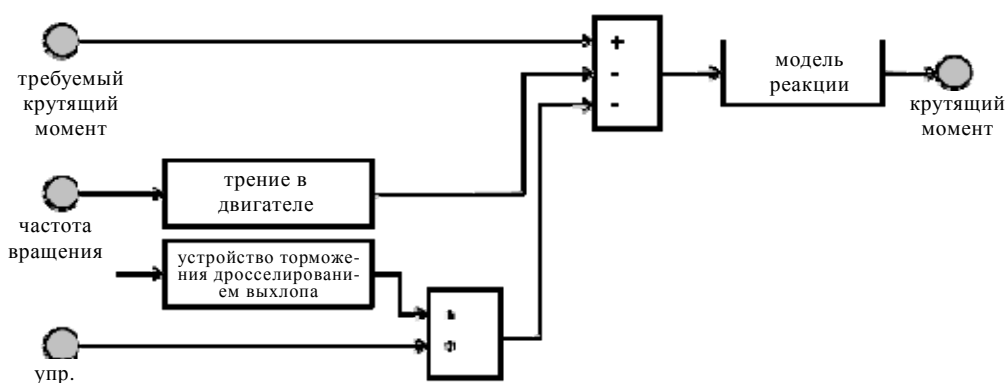 требуемый
крутящий
момент
+
-
-
модель
реакции
крутящий
момент
трение в
двигателе
частота
вращения
устройство торможе-
ния дросселировани-
ем выхлопа
упр.